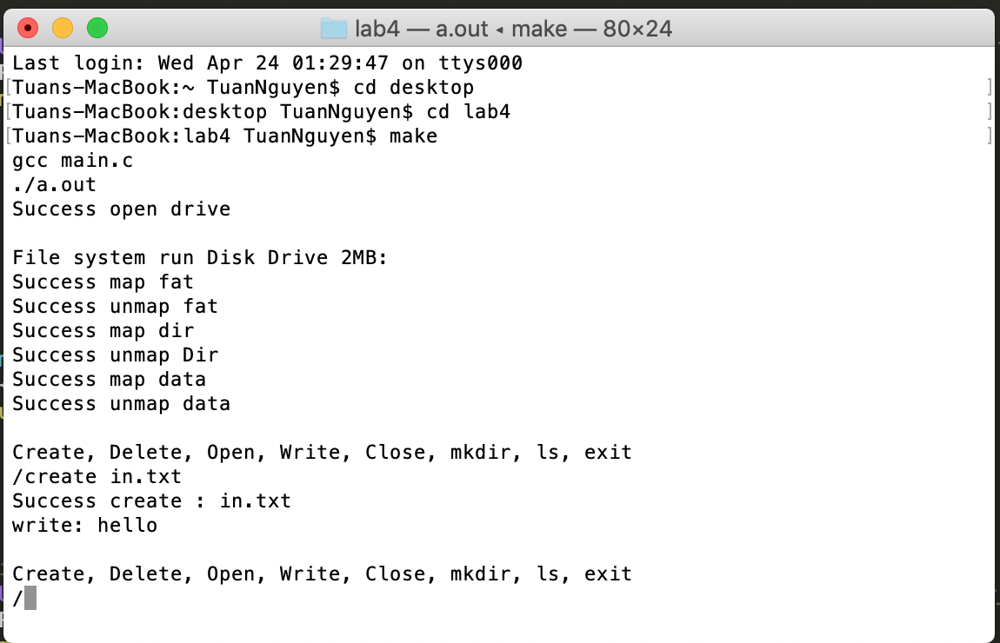 lab4 — a.out ◂ make — 80×24
Last login: Wed Apr 24 01:29:47 on ttys000
[Tuans-MacBook:~ TuanNguyen$ cd desktop ]
[Tuans-MacBook:desktop TuanNguyen$ cd lab4 ]
[Tuans-MacBook:lab4 TuanNguyen$ make ]
gcc main.c
./a.out
Success open drive
File system run Disk Drive 2MB:
Success map fat
Success unmap fat
Success map dir
Success unmap Dir
Success map data
Success unmap data
Create, Delete, Open, Write, Close, mkdir, ls, exit
/create in.txt
Success create : in.txt
write: hello
Create, Delete, Open, Write, Close, mkdir, ls, exit
/